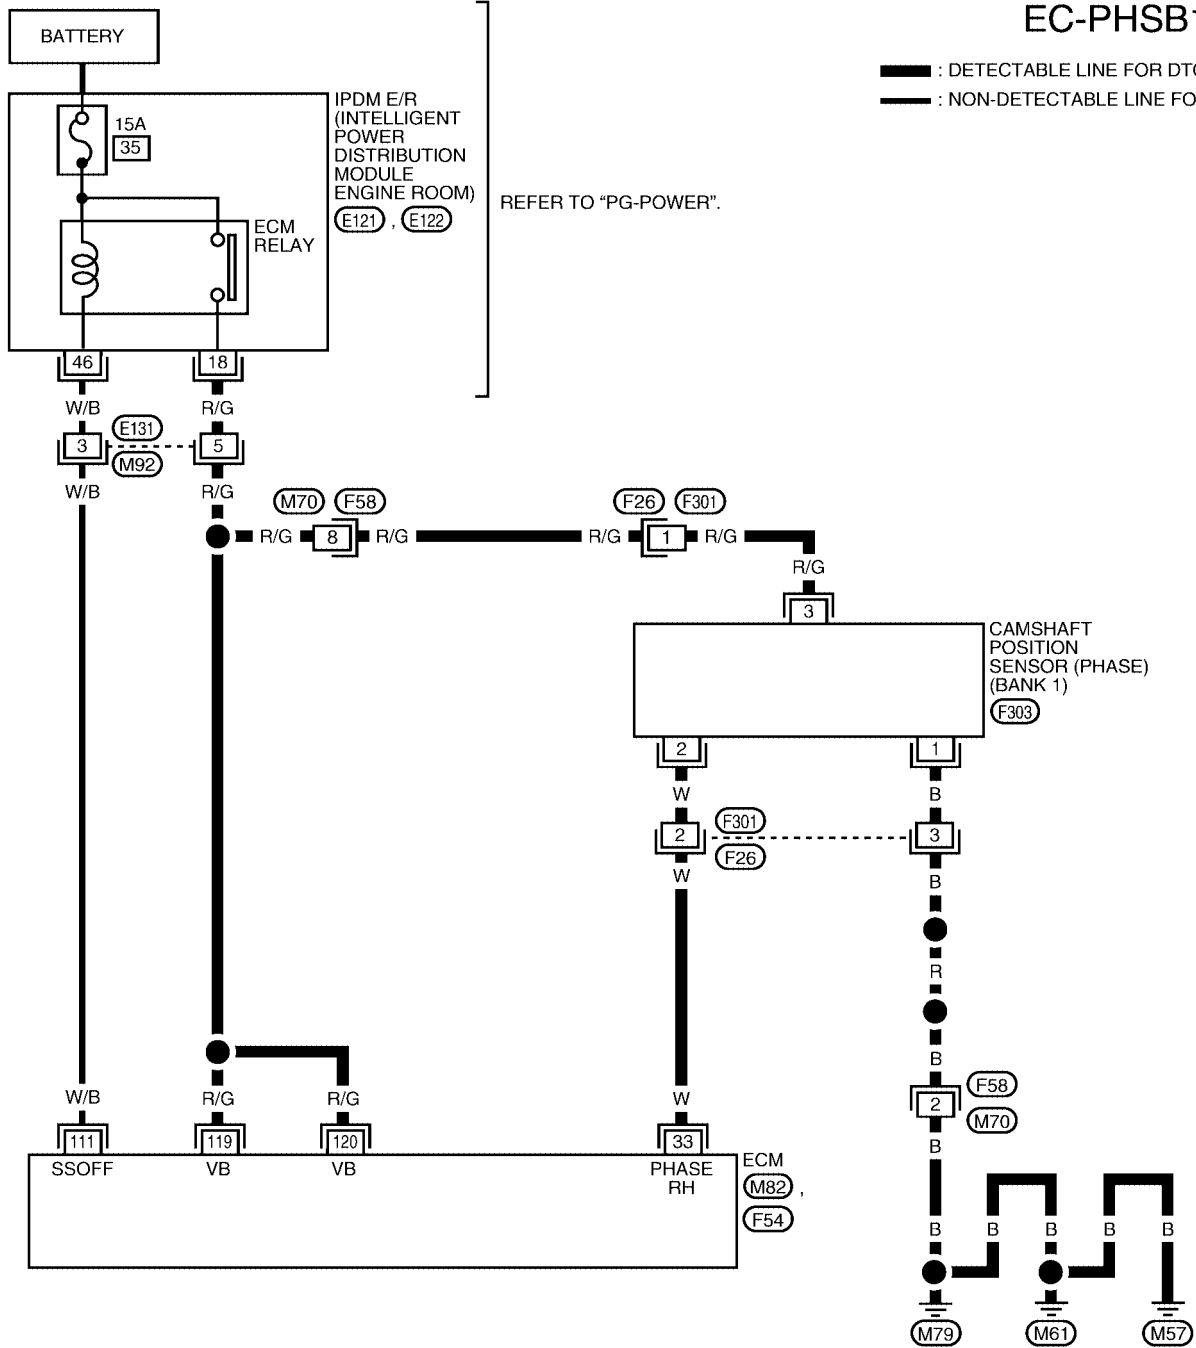 EC-PHSB1
: DETECTABLE LINE FOR DTC
: NON-DETECTABLE LINE FO
BATTERY
15A
35
IPDM E/R
(INTELLIGENT
POWER
DISTRIBUTION
MODULE
ENGINE ROOM)
E121 , E122
REFER TO “PG-POWER”.
ECM
RELAY
46 18
W/B R/G
E131
3 5
M92
W/B R/G
M70 F58 F26 F301
R/G 8 R/G R/G 1 R/G
R/G
3
CAMSHAFT
POSITION
SENSOR (PHASE)
(BANK 1)
F303
2 1
W B
F301
2 3
F26
W B
R
B
F58
2
M70
B
W/B R/G R/G W
111 119 120 33
SSOFF VB VB PHASE
RH
ECM
M82 ,
F54
B B B B B
M79 M61 M57